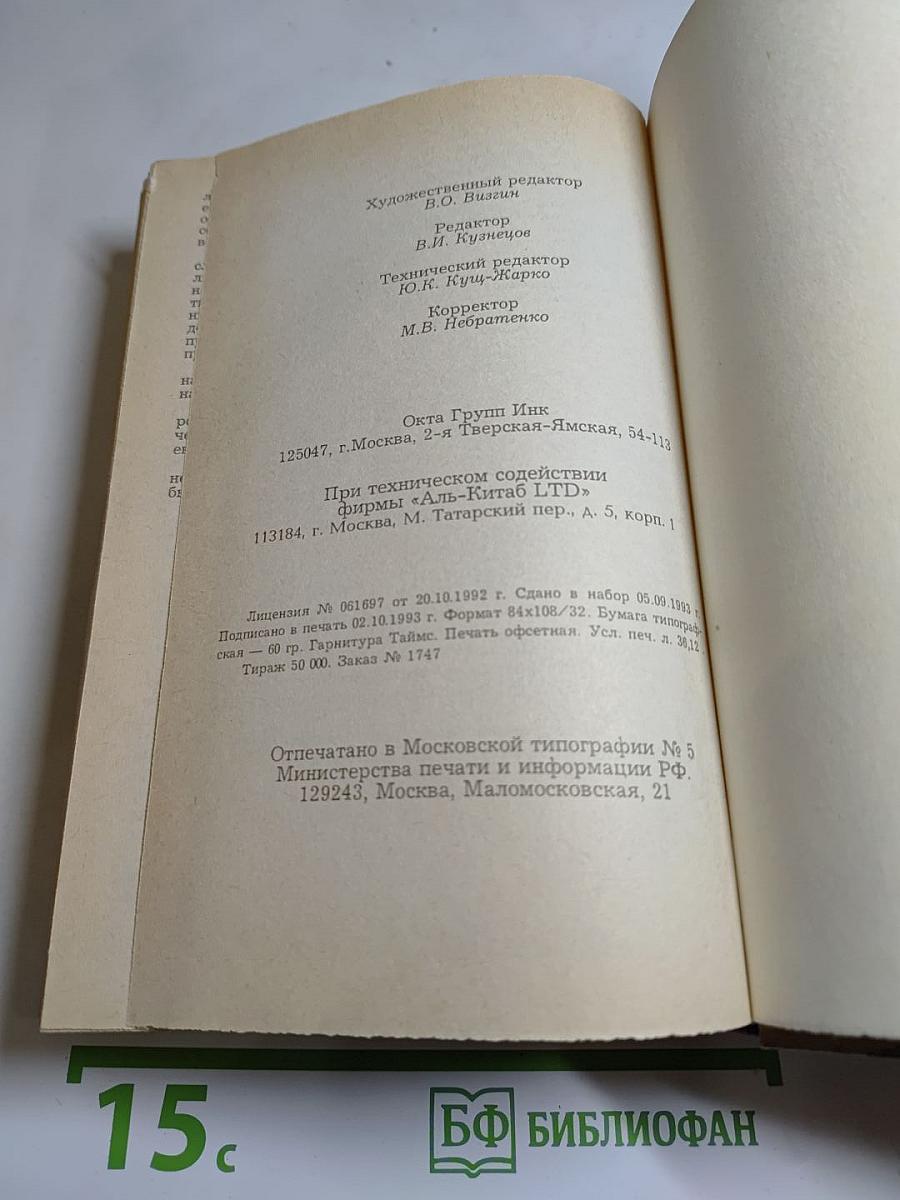 Художественный редактор
В.О. Визгин
Редактор
В.И. Кузнецов
Технический редактор
Ю.К. Кущ-Жарко
Корректор
М.В. Небратенко
Окта Групп Инк
125047, г.Москва, 2-я Тверская-Ямская, 54-113
При техническом содействии
фирмы «Аль-Китаб LTD»
113184, г. Москва, М. Татарский пер., д. 5, корп. 1
Лицензия № 061697 от 20.10.1992 г. Сдано в набор 05.09.1993 г.
Подписано в печать 02.10.1993 г. Формат 84х108/32. Бумага типограф-
ская — 60 гр. Гарнитура Таймс. Печать офсетная. Усл. печ. л. 36,12.
Тираж 50 000. Заказ № 1747
Отпечатано в Московской типографии № 5
Министерства печати и информации РФ.
129243, Москва, Маломосковская, 21
15 с
БФ БИБЛИОФАН